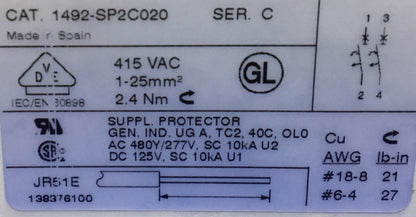 CAT. 1492-SP2C020 SER. C
Made in Spain
1 3
D V E
415 VAC
1-25mm²
2.4 Nm
GL
2 4
IEC/EN 60898
SUPPL. PROTECTOR
GEN. IND. UG A, TC2, 40C, OL0
AC 480Y/277V, SC 10kA U2
DC 125V, SC 10kA U1
Cu
AWG lb-in
#18-8 21
#6-4 27
JR51E
138376100